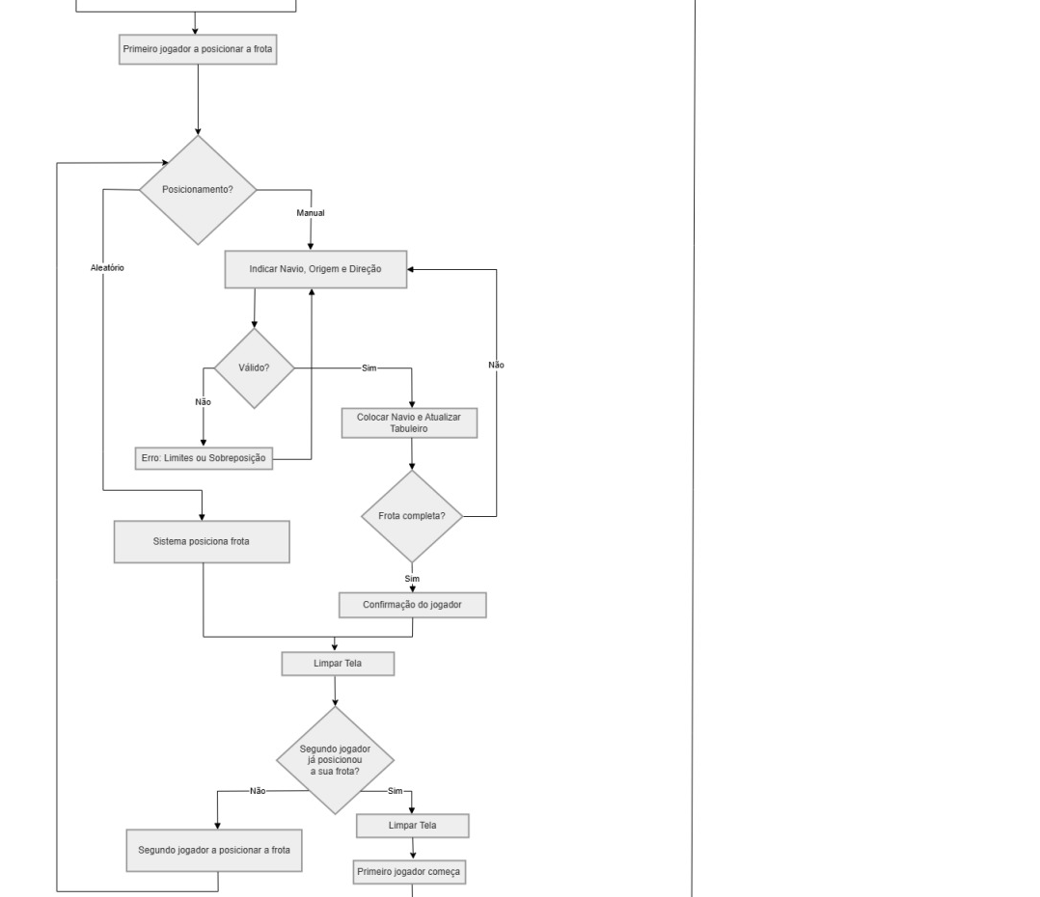 Primeiro jogador a posicionar a frota
Posicionamento?
Manual
Aleatório
Indicar Navio, Origem e Direção
Válido?
Sim
Não
Não
Colocar Navio e Atualizar
Tabuleiro
Erro: Limites ou Sobreposição
Frota completa?
Sistema posiciona frota
Sim
Confirmação do jogador
Limpar Tela
Segundo jogador
já posicionou
a sua frota?
Não
Sim
Limpar Tela
Segundo jogador a posicionar a frota
Primeiro jogador começa